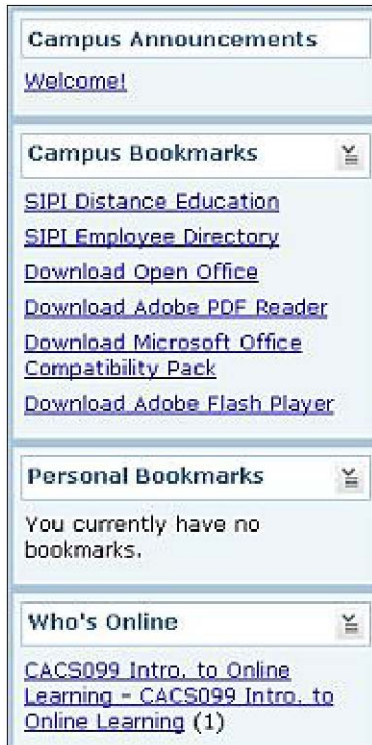 Campus Announcements
Welcome!
Campus Bookmarks
SIPI Distance Education
SIPI Employee Directory
Download Open Office
Download Adobe PDF Reader
Download Microsoft Office
Compatibility Pack
Download Adobe Flash Player
Personal Bookmarks
You currently have no
bookmarks.
Who's Online
CACS099 Intro. to Online
Learning - CACS099 Intro. to
Online Learning (1)